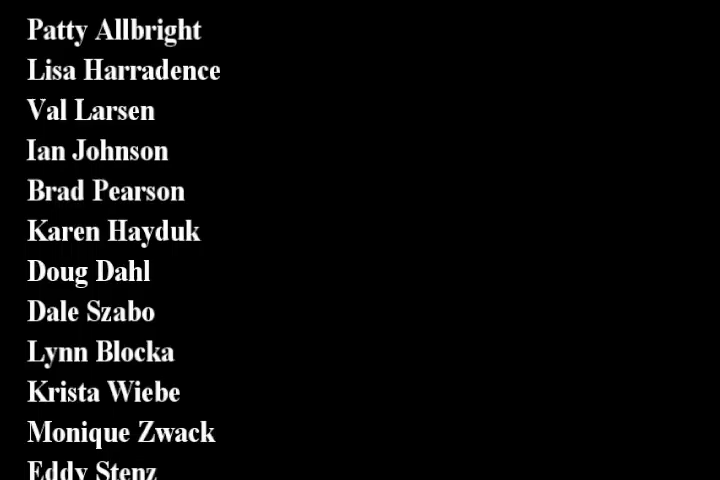 Patty Allbright
Lisa Harradence
Val Larsen
Ian Johnson
Brad Pearson
Karen Hayduk
Doug Dahl
Dale Szabo
Lynn Blocka
Krista Wiebe
Monique Zwack
Eddy Stenz